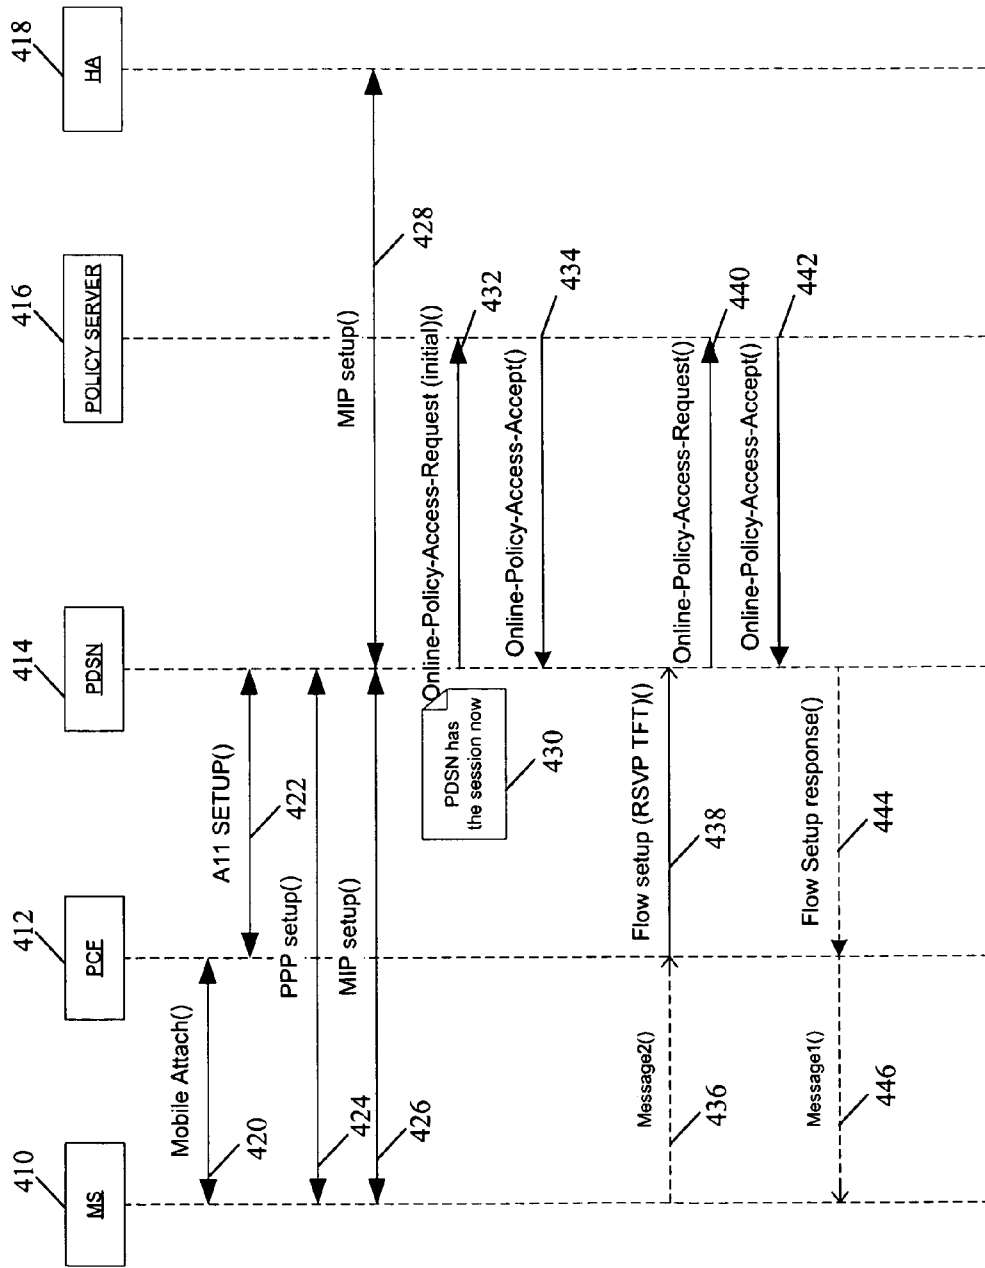 410
MS
412
PCF
414
PDSN
416
POLICY SERVER
418
HA
Mobile Attach()
420
A11 SETUP()
422
PPP setup()
424
MIP setup()
426
MIP setup()
428
PDSN has
the session now
430
Online-Policy-Access-Request (initial)()
432
Online-Policy-Access-Accept()
434
Message2()
436
Flow setup (RSVP TFT)()
438
Online-Policy-Access-Request()
440
Online-Policy-Access-Accept()
442
Flow Setup response()
444
Message1()
446